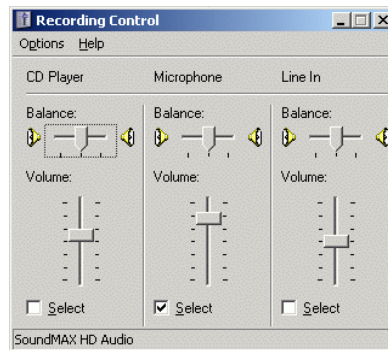 Recording Control
Options Help
CD Player Microphone Line In
Balance: Balance: Balance:
Volume: Volume: Volume:
Select Select Select
SoundMAX HD Audio